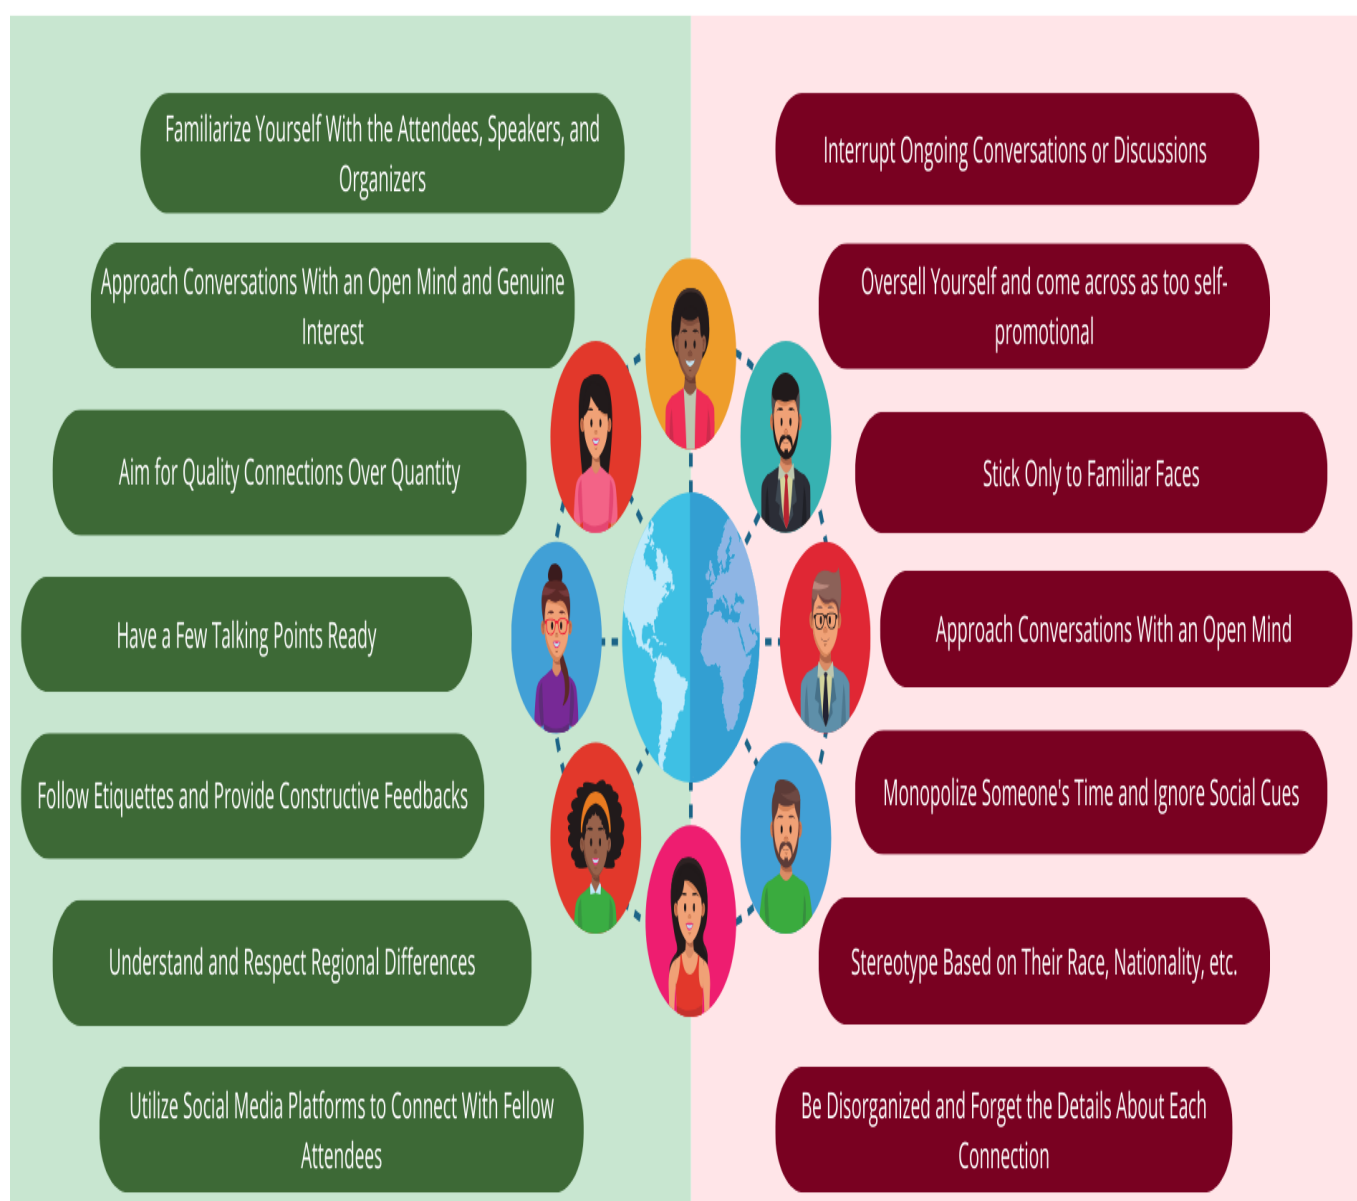 Familiarize Yourself With the Attendees, Speakers, and
Organizers
Approach Conversations With an Open Mind and Genuine
Interest
Aim for Quality Connections Over Quantity
Have a Few Talking Points Ready
Follow Etiquettes and Provide Constructive Feedbacks
Understand and Respect Regional Differences
Utilize Social Media Platforms to Connect With Fellow
Attendees
Interrupt Ongoing Conversations or Discussions
Oversell Yourself and come across as too self-
promotional
Stick Only to Familiar Faces
Approach Conversations With an Open Mind
Monopolize Someone's Time and Ignore Social Cues
Stereotype Based on Their Race, Nationality, etc.
Be Disorganized and Forget the Details About Each
Connection